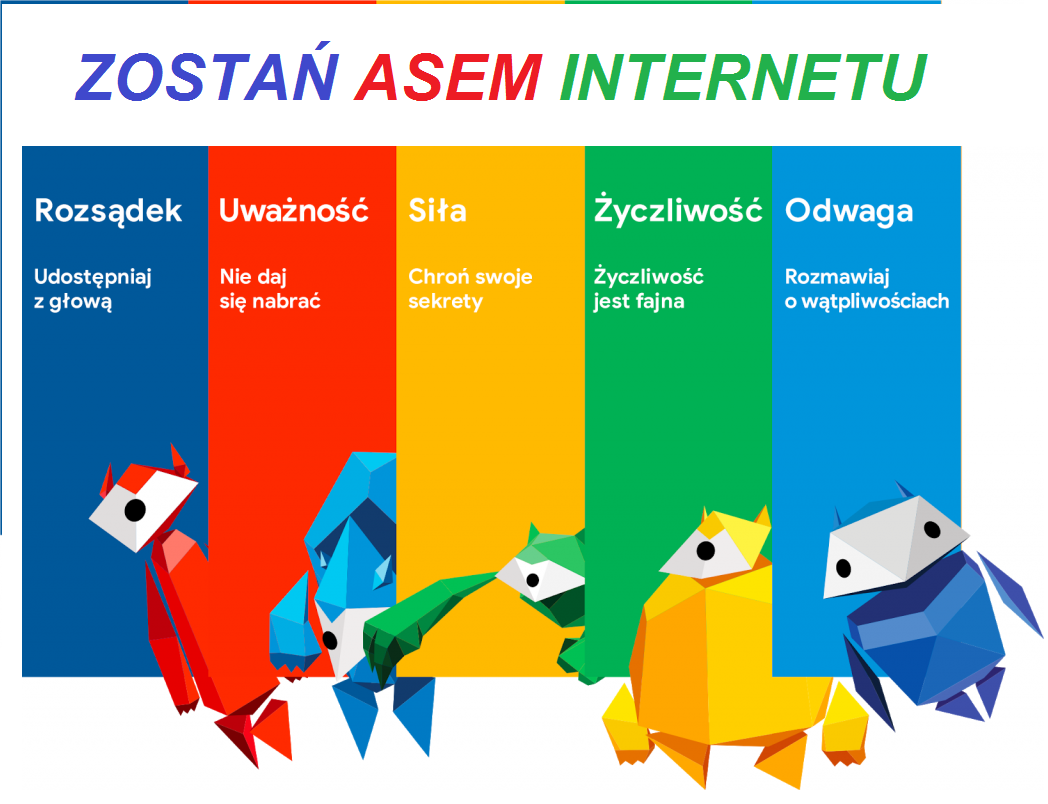 ZOSTAŃ ASEM INTERNETU
Rozsądek
Udostępniaj
z głową
Uważność
Nie daj
się nabrać
Siła
Chroń swoje
sekrety
Życzliwość
Życzliwość
jest fajna
Odwaga
Rozmawiaj
o wątpliwościach